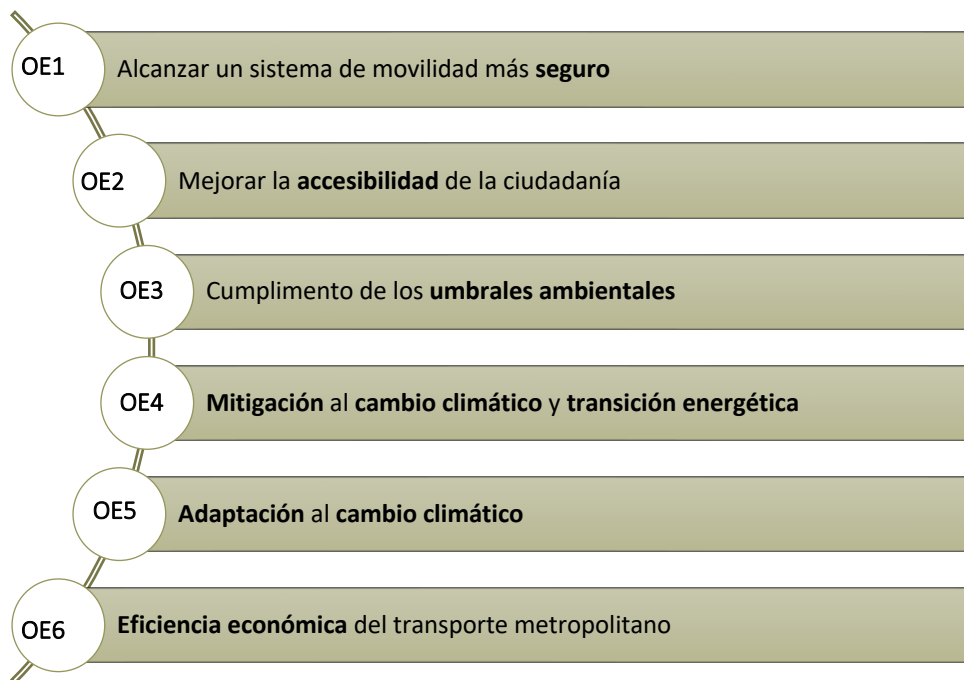 OE1 Alcanzar un sistema de movilidad más seguro
OE2 Mejorar la accesibilidad de la ciudadanía
OE3 Cumplimento de los umbrales ambientales
OE4 Mitigación al cambio climático y transición energética
OE5 Adaptación al cambio climático
OE6 Eficiencia económica del transporte metropolitano